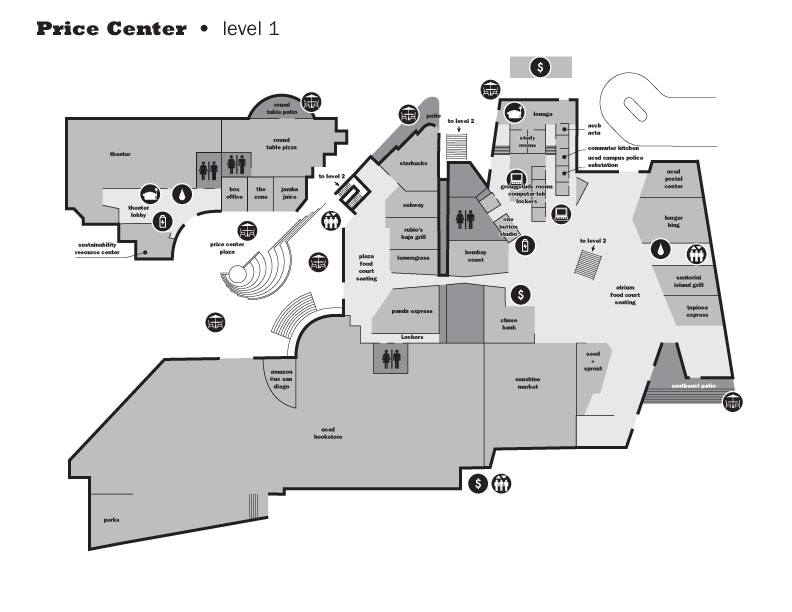 Price Center • level 1
$
round
table patio
patio
to level 2
lounge
accb
acta
theater
round
table pizza
study
rooms
commuter kitchen
ucsd campus police
substation
starbucks
to level 2
ucsd
postal
center
box
office
the
zone
jamba
juice
groupstudy rooms
computer lab
lockers
theater
lobby
subway
one
button
studio
burger
king
rubio's
baja grill
sustainability
resource center
price center
plaza
plaza
food
court
seating
lemongrass
bombay
coast
to level 2
santorini
island grill
atrium
food court
seating
$
panda express
chase
bank
tapioca
express
Lockers
amazon
@uc san
diego
sunshine
market
seed
+
sprout
southeast patio
ucsd
bookstore
$
perks